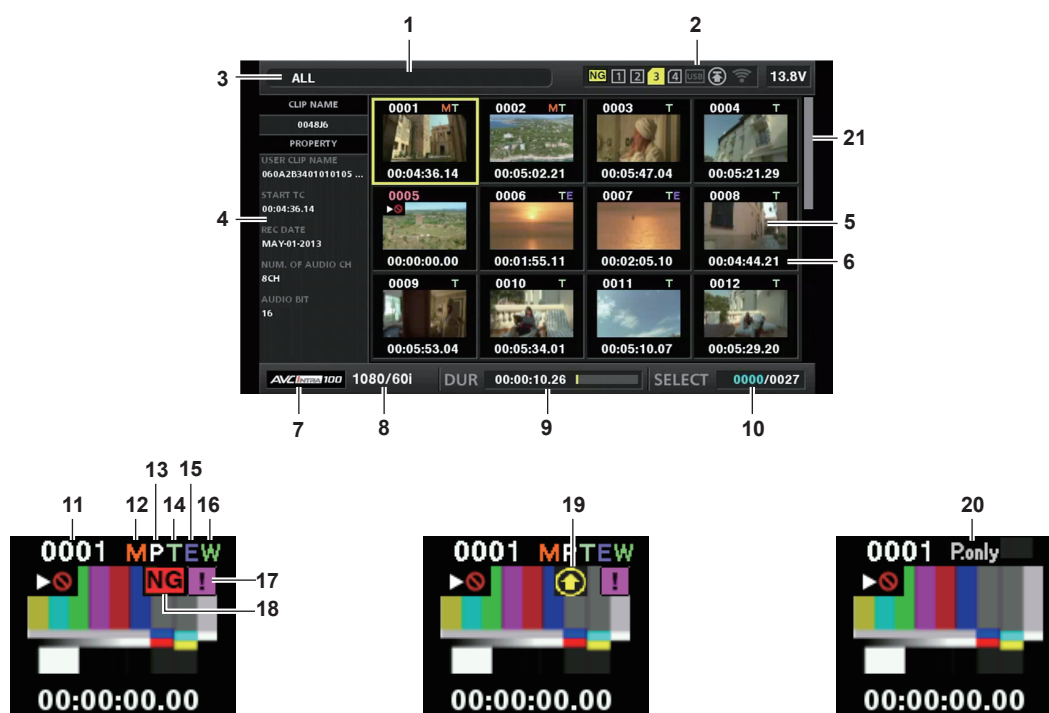 1
2
3
ALL
NG 1 2 3 4 USB
13.8V
CLIP NAME
0048J6
PROPERTY
USER CLIP NAME
060A2B3401010105 ...
START TC
00:04:36.14
REC DATE
MAY-01-2013
NUM. OF AUDIO CH
8CH
AUDIO BIT
16
4
0001 MT
0002 MT
0003 T
0004 T
00:04:36.14
00:05:02.21
00:05:47.04
00:05:21.29
21
0005
0006 TE
0007 TE
0008 T
5
00:00:00.00
00:01:55.11
00:02:05.10
00:04:44.21
6
0009 T
0010 T
0011 T
0012 T
00:05:53.04
00:05:34.01
00:05:10.07
00:05:29.20
AVC INTRA 100
1080/60i
DUR 00:00:10.26
SELECT 0000/0027
7
8
9
10
13 15
11 12 14 16
0001 MPTEW
NG !
17
18
00:00:00.00
19
0001 MPTEW
!
00:00:00.00
20
0001 P.only
00:00:00.00